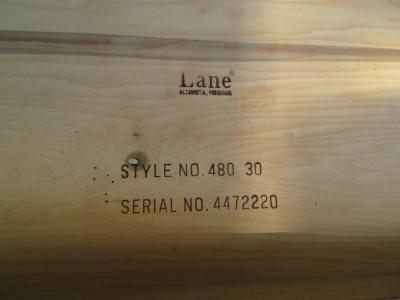 Lane®
ALTAVISTA, VIRGINIA
STYLE NO. 480 30
SERIAL NO. 4472220